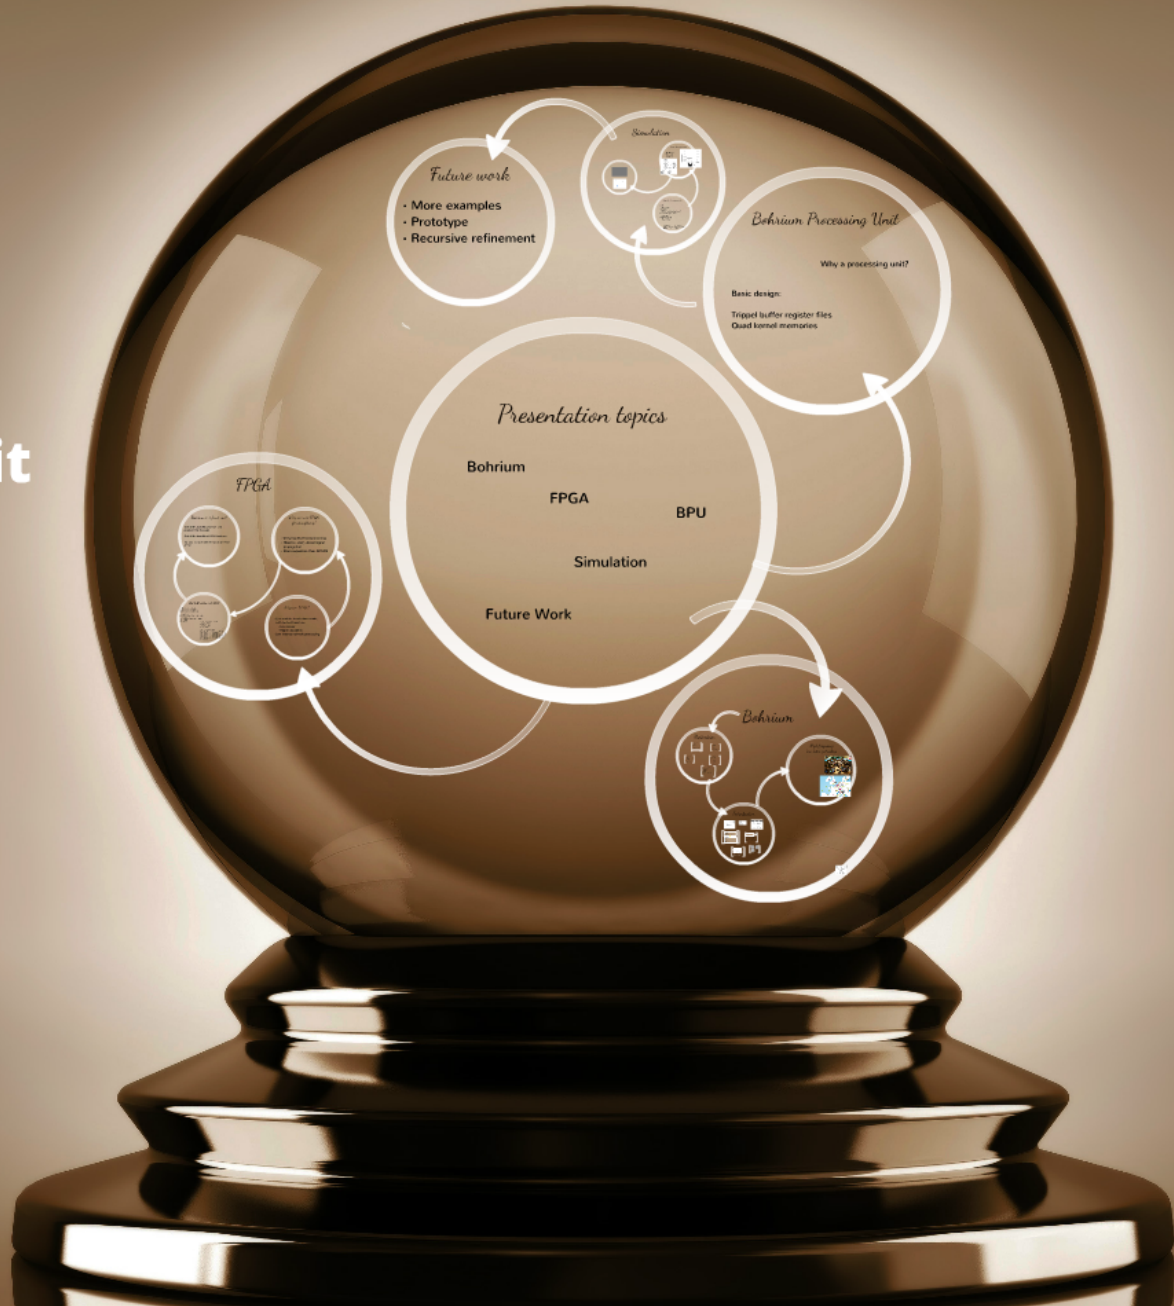 it
Future work
• More examples
• Prototype
• Recursive refinement
Simulation
Bohrium Processing Unit
Why a processing unit?
Basic design:
Trippel buffer register files
Quad kernel memories
Presentation topics
Bohrium
FPGA
BPU
Simulation
Future Work
FPGA
Bohrium